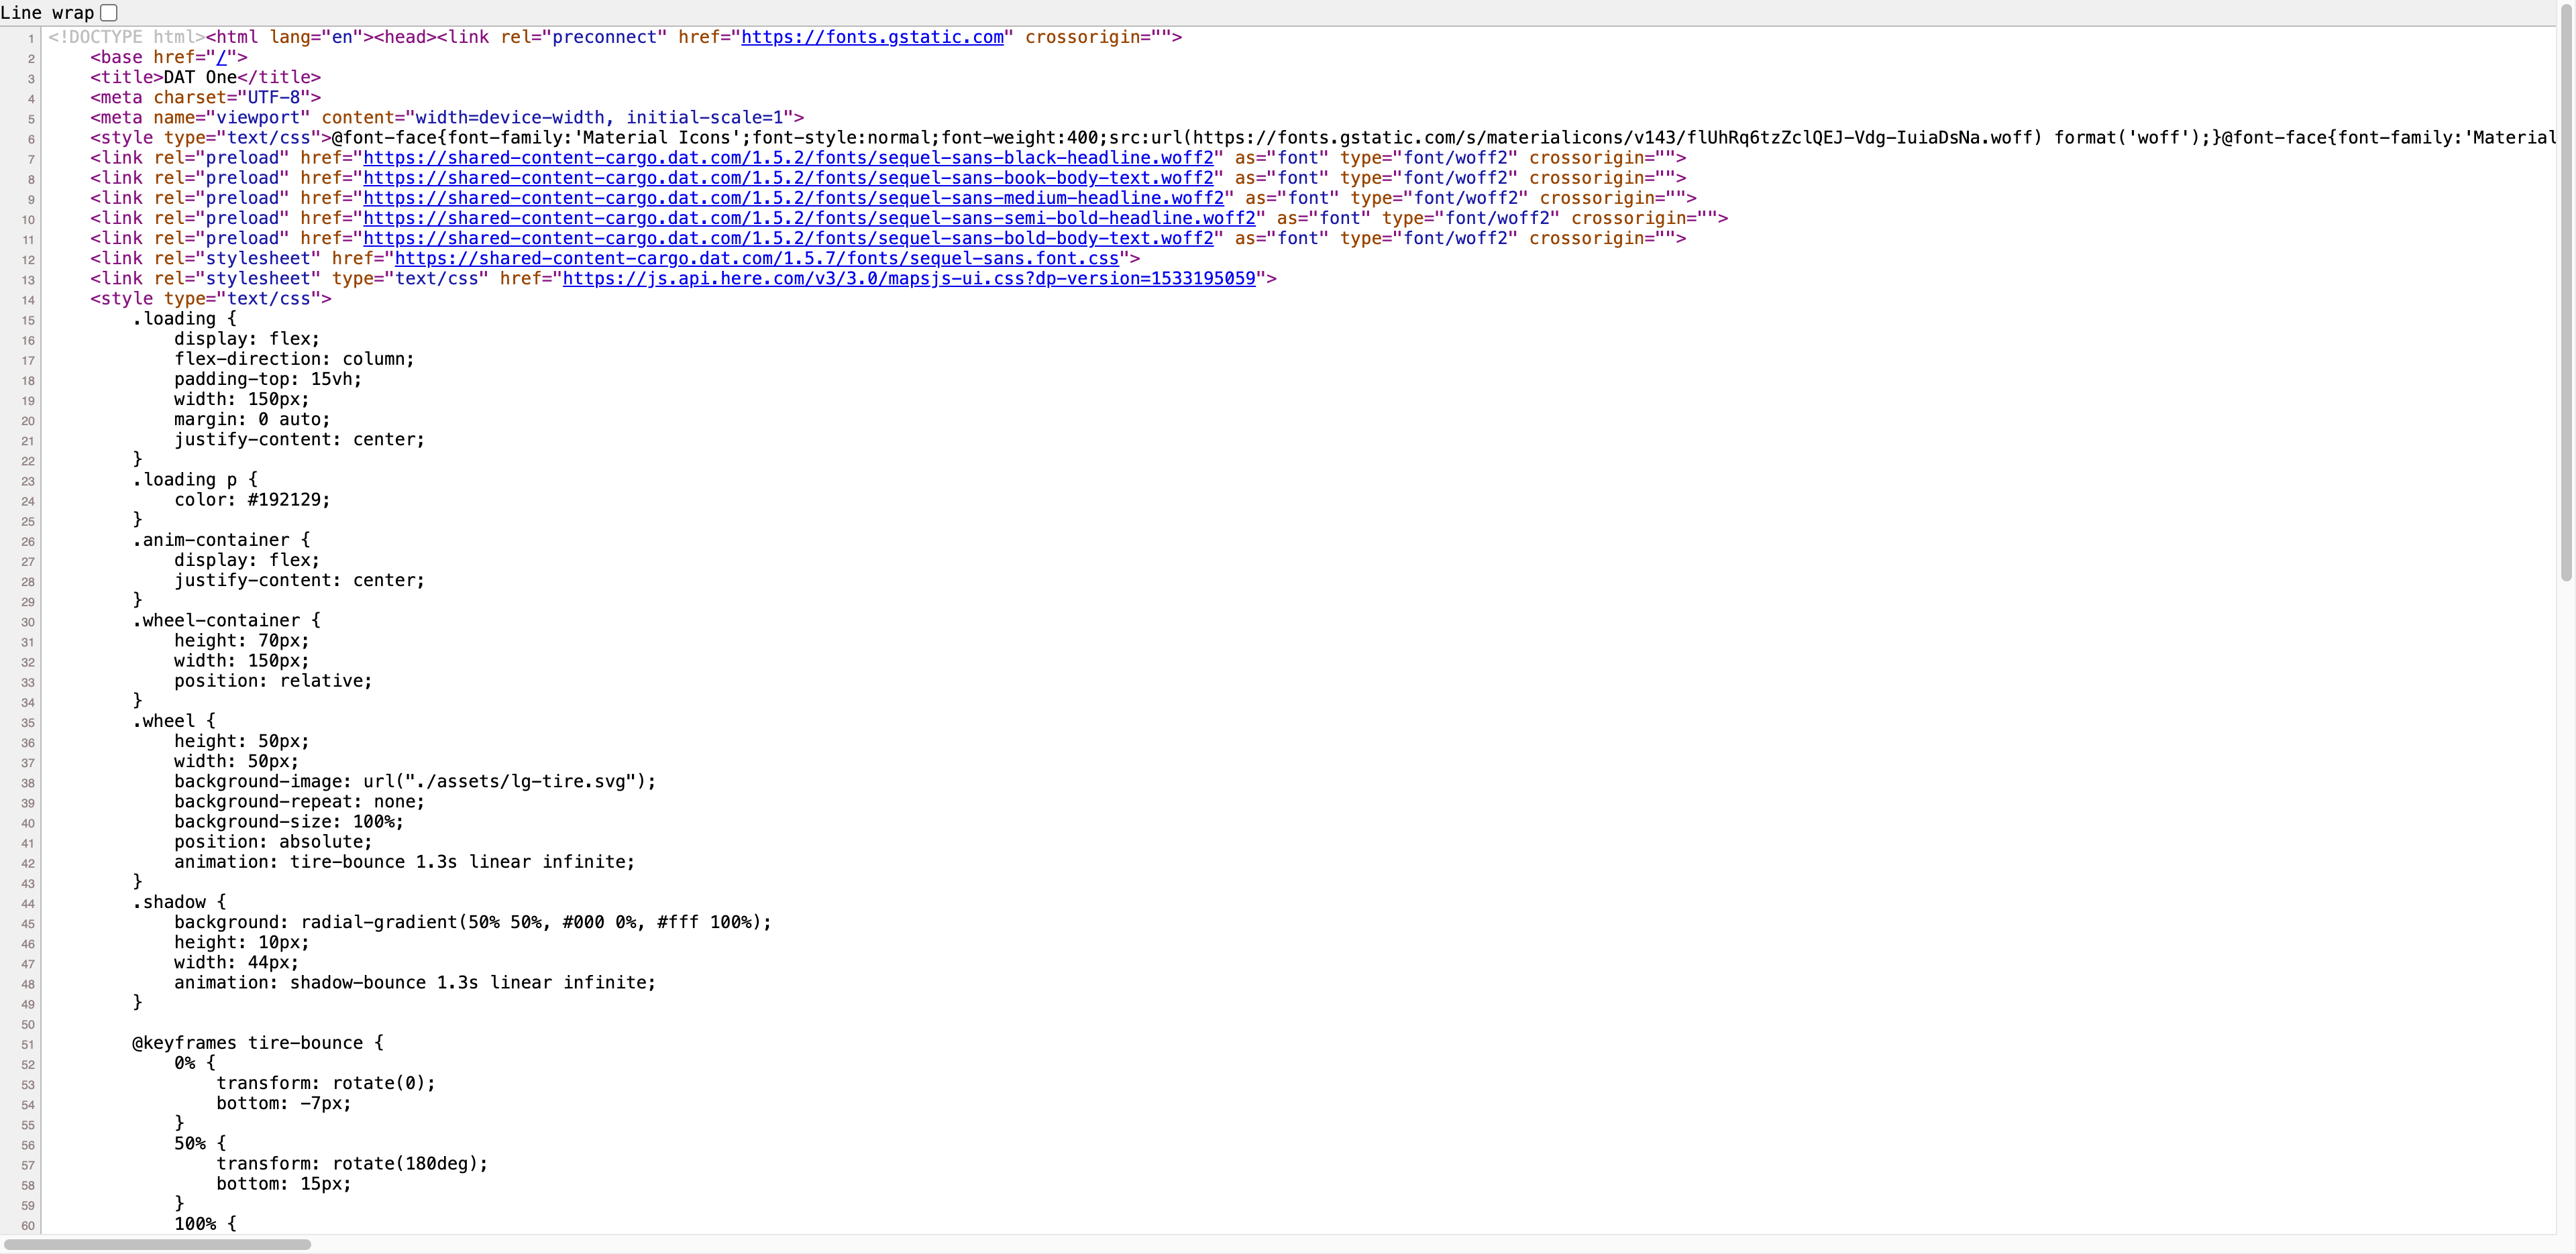 Line wrap
1 <!DOCTYPE html><html lang="en"><head><link rel="preconnect" href="https://fonts.gstatic.com" crossorigin="">
2 <base href="/">
3 <title>DAT One</title>
4 <meta charset="UTF-8">
5 <meta name="viewport" content="width=device-width, initial-scale=1">
6 <style type="text/css">@font-face{font-family:'Material Icons';font-style:normal;font-weight:400;src:url(https://fonts.gstatic.com/s/materialicons/v143/flUhRq6tzZclQEJ-Vdg-IuiaDsNa.woff) format('woff');}@font-face{font-family:'Material
7 <link rel="preload" href="https://shared-content-cargo.dat.com/1.5.2/fonts/sequel-sans-black-headline.woff2" as="font" type="font/woff2" crossorigin="">
8 <link rel="preload" href="https://shared-content-cargo.dat.com/1.5.2/fonts/sequel-sans-book-body-text.woff2" as="font" type="font/woff2" crossorigin="">
9 <link rel="preload" href="https://shared-content-cargo.dat.com/1.5.2/fonts/sequel-sans-medium-headline.woff2" as="font" type="font/woff2" crossorigin="">
10 <link rel="preload" href="https://shared-content-cargo.dat.com/1.5.2/fonts/sequel-sans-semi-bold-headline.woff2" as="font" type="font/woff2" crossorigin="">
11 <link rel="preload" href="https://shared-content-cargo.dat.com/1.5.2/fonts/sequel-sans-bold-body-text.woff2" as="font" type="font/woff2" crossorigin="">
12 <link rel="stylesheet" href="https://shared-content-cargo.dat.com/1.5.7/fonts/sequel-sans.font.css">
13 <link rel="stylesheet" type="text/css" href="https://js.api.here.com/v3/3.0/mapsjs-ui.css?dp-version=1533195059">
14 <style type="text/css">
15 .loading {
16 display: flex;
17 flex-direction: column;
18 padding-top: 15vh;
19 width: 150px;
20 margin: 0 auto;
21 justify-content: center;
22 }
23 .loading p {
24 color: #192129;
25 }
26 .anim-container {
27 display: flex;
28 justify-content: center;
29 }
30 .wheel-container {
31 height: 70px;
32 width: 150px;
33 position: relative;
34 }
35 .wheel {
36 height: 50px;
37 width: 50px;
38 background-image: url("./assets/lg-tire.svg");
39 background-repeat: none;
40 background-size: 100%;
41 position: absolute;
42 animation: tire-bounce 1.3s linear infinite;
43 }
44 .shadow {
45 background: radial-gradient(50% 50%, #000 0%, #fff 100%);
46 height: 10px;
47 width: 44px;
48 animation: shadow-bounce 1.3s linear infinite;
49 }
50
51 @keyframes tire-bounce {
52 0% {
53 transform: rotate(0);
54 bottom: -7px;
55 }
56 50% {
57 transform: rotate(180deg);
58 bottom: 15px;
59 }
60 100% {